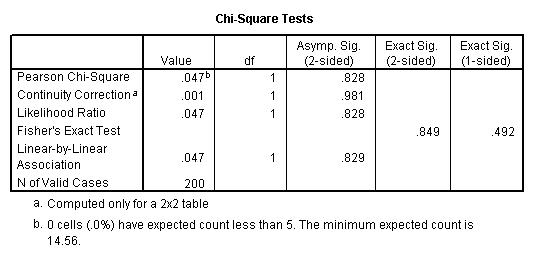 Chi-Square Tests
Value df Asymp. Sig. (2-sided) Exact Sig. (2-sided) Exact Sig. (1-sided)
Pearson Chi-Square .047b 1 .828
Continuity Correction a .001 1 .981
Likelihood Ratio .047 1 .828
Fisher's Exact Test .849 .492
Linear-by-Linear Association .047 1 .829
N of Valid Cases 200
a. Computed only for a 2x2 table
b. 0 cells (.0%) have expected count less than 5. The minimum expected count is
14.56.